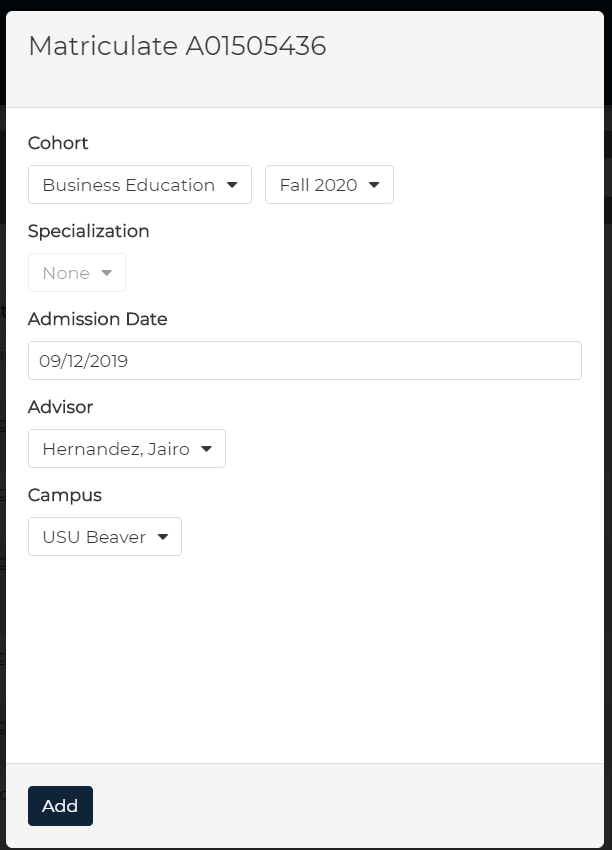 Matriculate A01505436
Cohort
Business Education Fall 2020
Specialization
None
Admission Date
09/12/2019
Advisor
Hernandez, Jairo
Campus
USU Beaver
Add